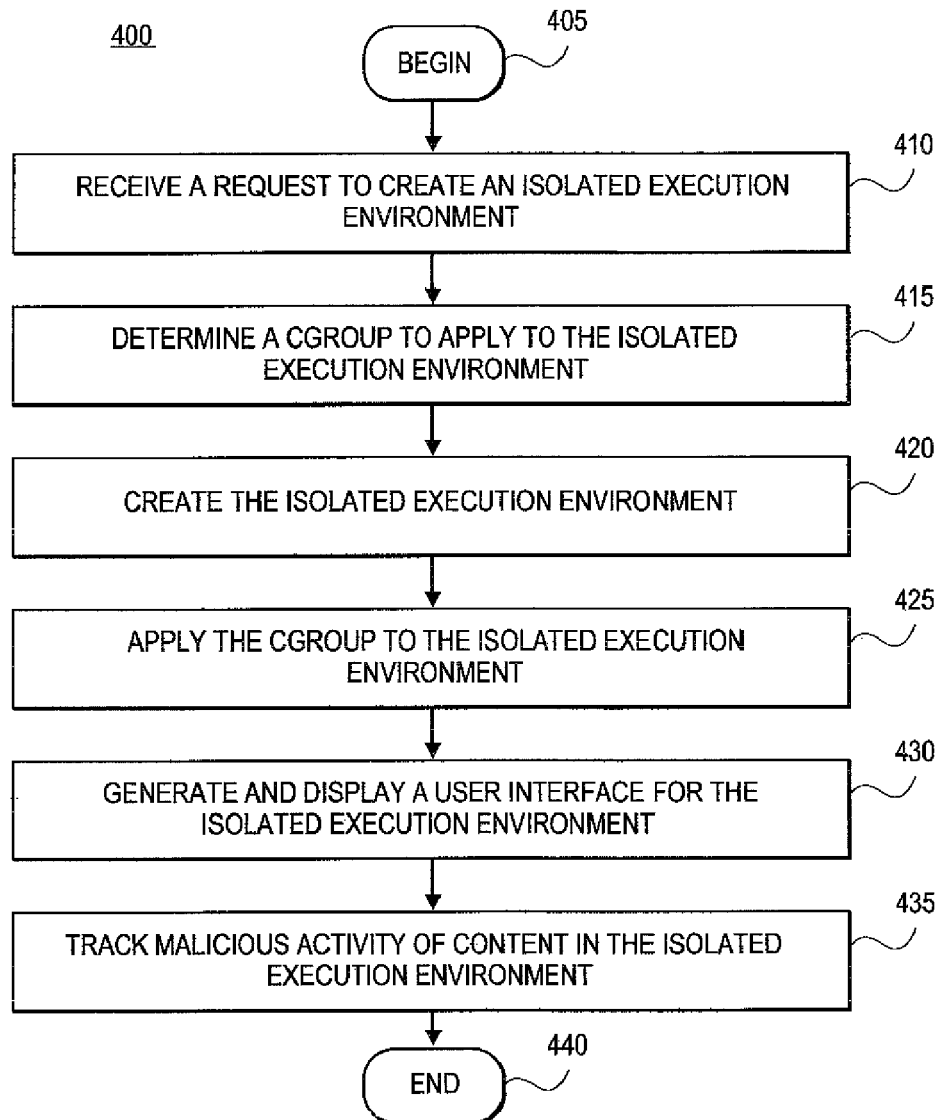 400
BEGIN
405
410
RECEIVE A REQUEST TO CREATE AN ISOLATED EXECUTION
ENVIRONMENT
415
DETERMINE A CGROUP TO APPLY TO THE ISOLATED
EXECUTION ENVIRONMENT
420
CREATE THE ISOLATED EXECUTION ENVIRONMENT
425
APPLY THE CGROUP TO THE ISOLATED EXECUTION
ENVIRONMENT
430
GENERATE AND DISPLAY A USER INTERFACE FOR THE
ISOLATED EXECUTION ENVIRONMENT
435
TRACK MALICIOUS ACTIVITY OF CONTENT IN THE ISOLATED
EXECUTION ENVIRONMENT
END
440